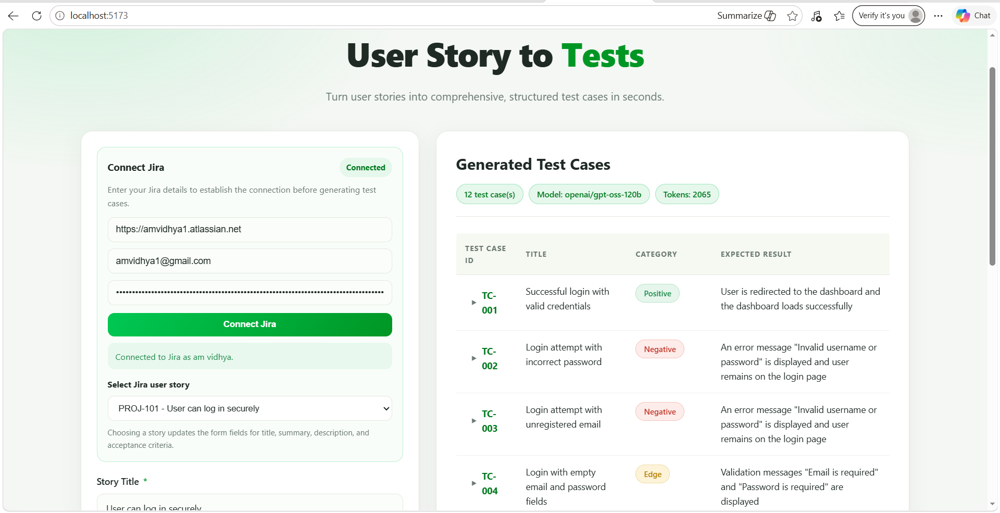 localhost:5173
Summarize
Verify it's you
Chat
User Story to Tests
Turn user stories into comprehensive, structured test cases in seconds.
Connect Jira
Connected
Enter your Jira details to establish the connection before generating test
cases.
https://amvidhya1.atlassian.net
amvidhya1@gmail.com
Connect Jira
Connected to Jira as am vidhya.
Select Jira user story
PROJ-101 - User can log in securely
Choosing a story updates the form fields for title, summary, description, and
acceptance criteria.
Story Title *
User can log in securely
Generated Test Cases
12 test case(s)
Model: openai/gpt-oss-120b
Tokens: 2065
TEST CASE
ID
TITLE
CATEGORY
EXPECTED RESULT
TC-
001
Successful login with
valid credentials
Positive
User is redirected to the dashboard and
the dashboard loads successfully
TC-
002
Login attempt with
incorrect password
Negative
An error message "Invalid username or
password" is displayed and user
remains on the login page
TC-
003
Login attempt with
unregistered email
Negative
An error message "Invalid username or
password" is displayed and user
remains on the login page
TC-
004
Login with empty
email and password
fields
Edge
Validation messages "Email is required"
and "Password is required" are
displayed